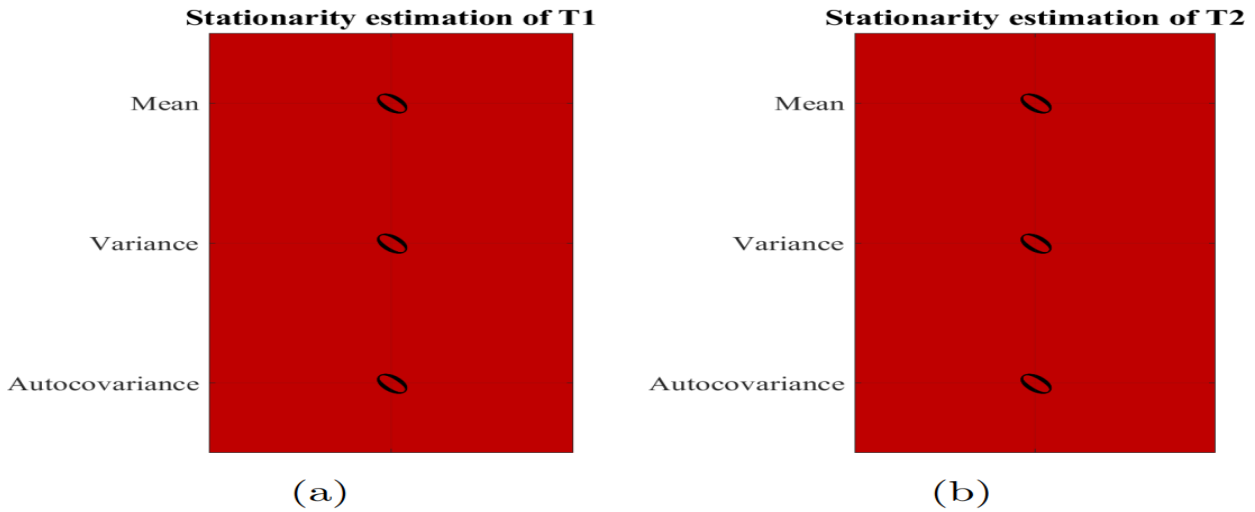 Stationarity estimation of T1
Mean
0
Variance
0
Autocovariance
0
(a)
Stationarity estimation of T2
Mean
0
Variance
0
Autocovariance
0
(b)